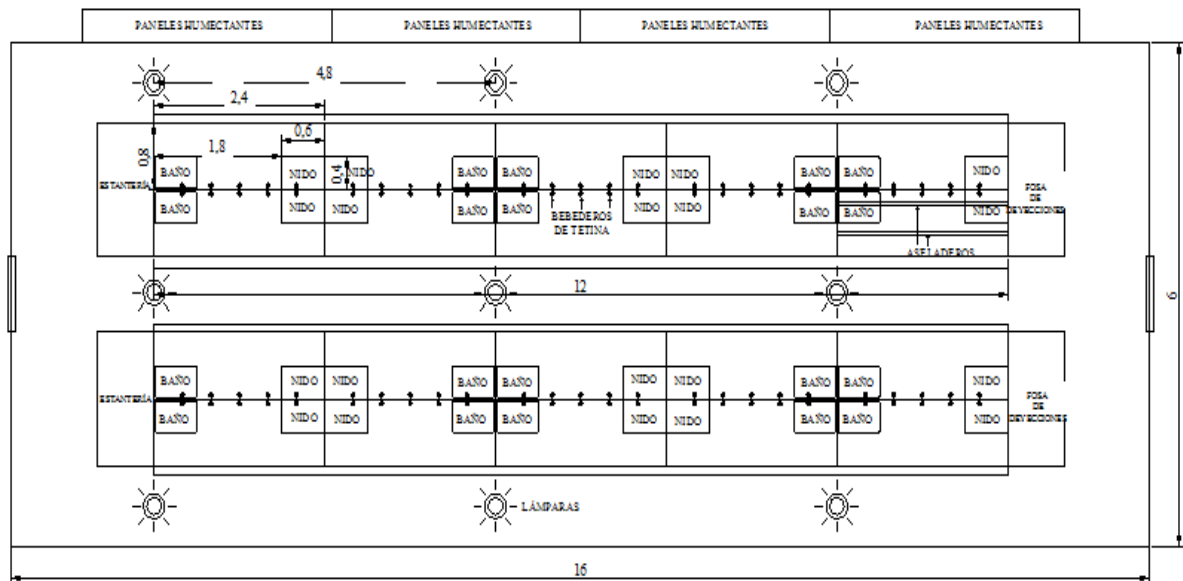 PANELES HUMECTANTES PANELES HUMECTANTES PANELES HUMECTANTES PANELES HUMECTANTES
4,8
2,4
0,6
1,8
0,8
0,4
BAÑO NIDO NIDO BAÑO BAÑO NIDO NIDO BAÑO BAÑO NIDO
ESTANTERÍA
FOSA
DE
DEYECCIONES
BAÑO NIDO NIDO BAÑO BAÑO NIDO NIDO BAÑO BAÑO NIDO
BEBEDEROS
DE TETINA
ASELADEROS
12
6
BAÑO NIDO NIDO BAÑO BAÑO NIDO NIDO BAÑO BAÑO NIDO
ESTANTERÍA
FOSA
DE
DEYECCIONES
BAÑO NIDO NIDO BAÑO BAÑO NIDO NIDO BAÑO BAÑO NIDO
LÁMPARAS
16